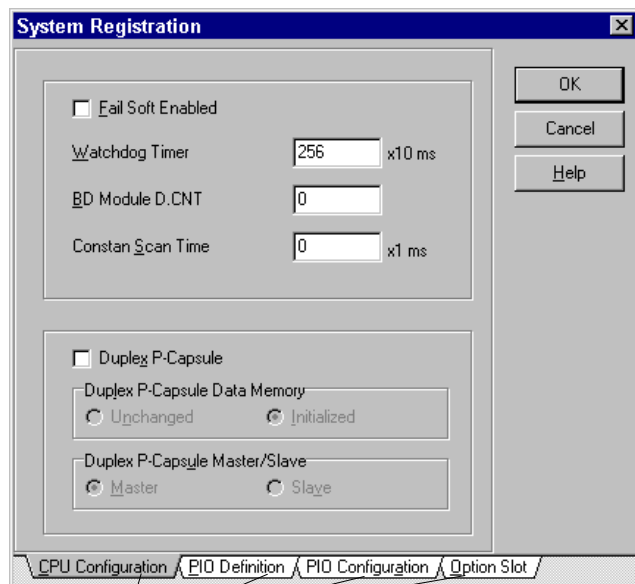 System Registration
OK
Cancel
Help
Fail Soft Enabled
Watchdog Timer 256 x10 ms
BD Module D.CNT 0
Constan Scan Time 0 x1 ms
Duplex P-Capsule
Duplex P-Capsule Data Memory
Unchanged Initialized
Duplex P-Capsule Master/Slave
Master Slave
CPU Configuration PIO Definition PIO Configuration Option Slot